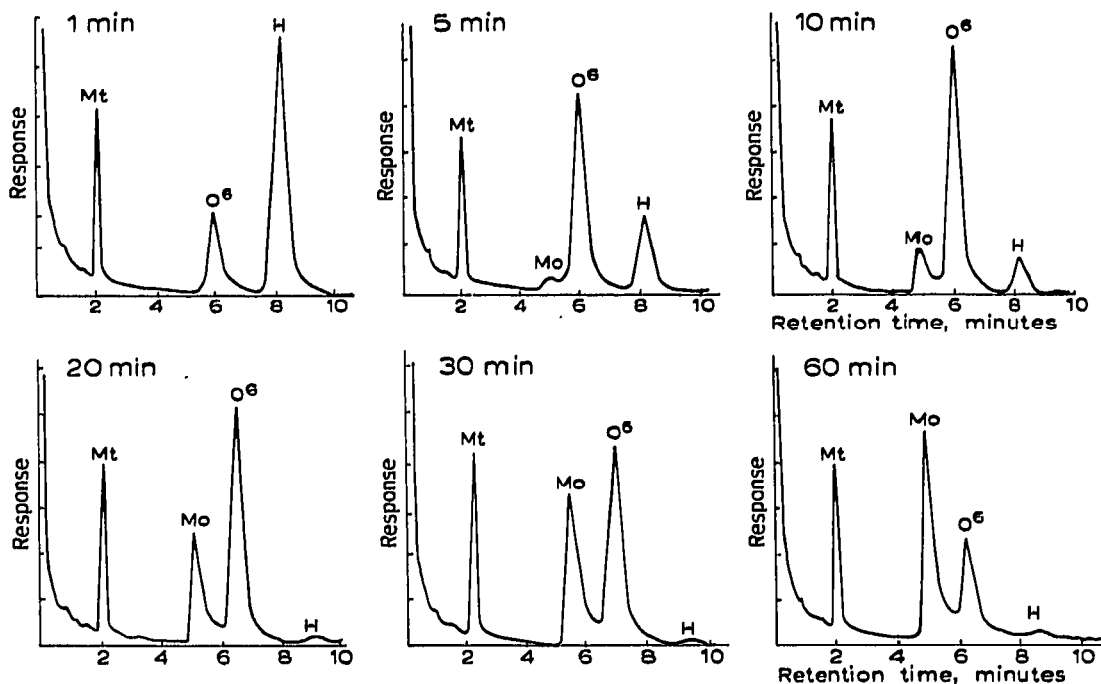 1 min
Response
Mt
O⁶
H
2 4 6 8 10
5 min
Response
Mt
Mo
O⁶
H
2 4 6 8 10
10 min
Response
Mt
Mo
O⁶
H
2 4 6 8 10
Retention time, minutes
20 min
Response
Mt
Mo
O⁶
H
2 4 6 8 10
30 min
Response
Mt
Mo
O⁶
H
2 4 6 8 10
60 min
Response
Mt
Mo
O⁶
H
2 4 6 8 10
Retention time, minutes